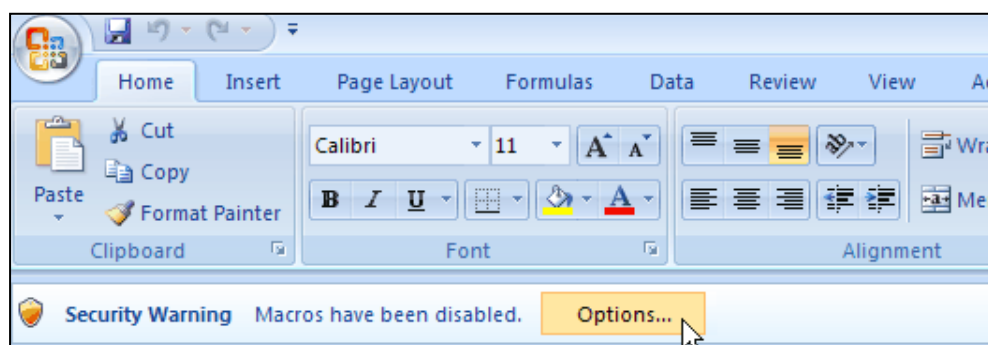 Home Insert Page Layout Formulas Data Review View
Cut
Calibri 11 A A
Copy
Paste
Format Painter
B I U A
Clipboard Font Alignment
Security Warning Macros have been disabled. Options...